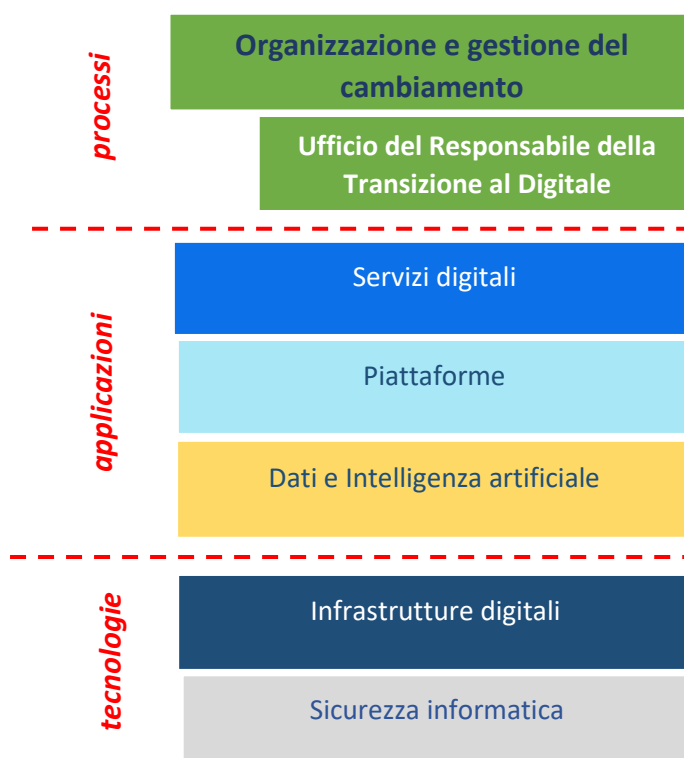 processi
Organizzazione e gestione del
cambiamento
Ufficio del Responsabile della
Transizione al Digitale
applicazioni
Servizi digitali
Piattaforme
Dati e Intelligenza artificiale
tecnologie
Infrastrutture digitali
Sicurezza informatica